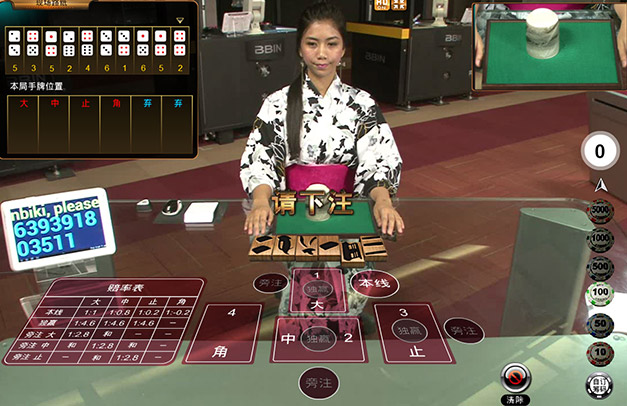 5 3 5 2 4 6 1 6 5 2
本局手牌位置
大 中 止 角 弃 弃
BBIN
BBIN
0
请下注
nbiki, please
6393918
03511
5000
1000
500
100
50
10
自订
筹码
赔率表
大 中 止 角
本线 1:1 1:0.8 1:0.2 1:-0.2
独赢 1:4.6 1:4.6 1:4.6 —
旁注 大 — 1:2.8 和 —
旁注 中 和 — 1:2.8 —
旁注 止 — 和 1:2.8 —
旁注
1
独赢
大
本线
4
角
中
独赢
2
3
独赢
止
旁注
旁注
清除